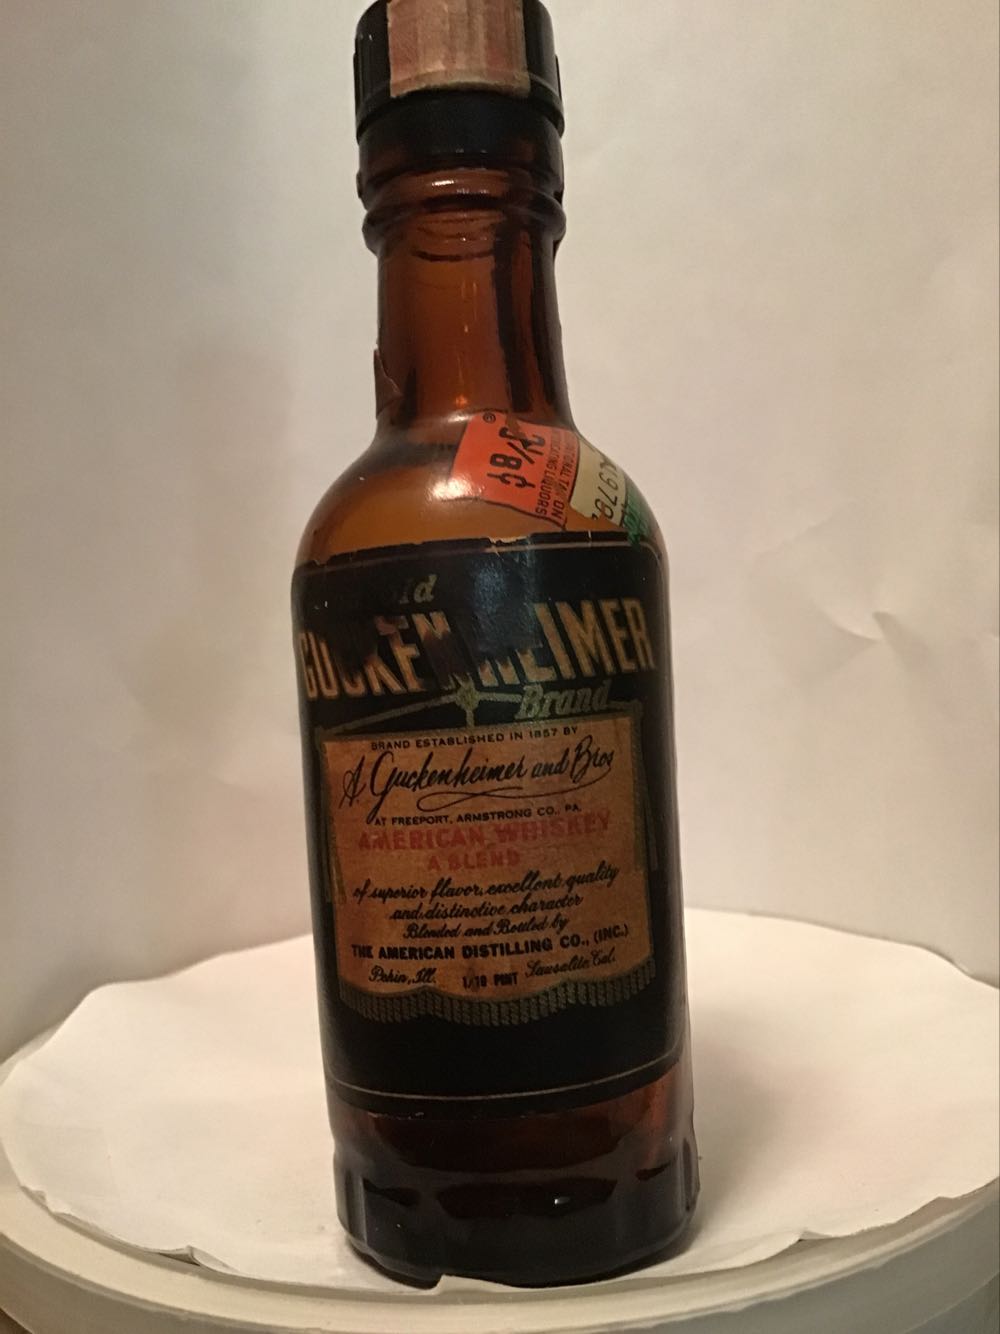 Old
GUCKENHEIMER
Brand
BRAND ESTABLISHED IN 1857 BY
A. Guckenheimer and Bros
AT FREEPORT, ARMSTRONG CO., PA.
AMERICAN WHISKEY
A BLEND
of superior flavor, excellent quality
and distinctive character
Blended and Bottled by
THE AMERICAN DISTILLING CO., (INC.)
Pekin, Ill. 1/10 PINT Sausalito, Cal.